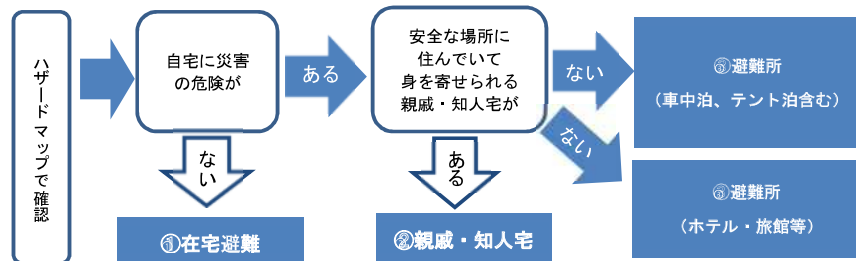 ハザードマップで確認
自宅に災害
の危険が
ある
ない
①在宅避難
安全な場所に
住んでいて
身を寄せられる
親戚・知人宅が
ない
ない
ある
②親戚・知人宅
③避難所
（車中泊、テント泊含む）
③避難所
（ホテル・旅館等）